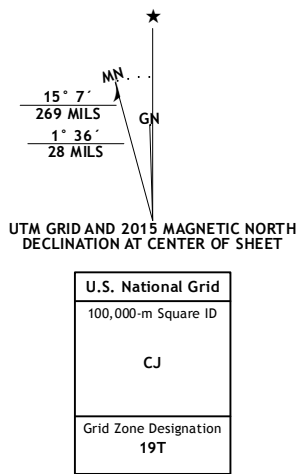 MN
GN
15° 7´
269 MILS
1° 36´
28 MILS
UTM GRID AND 2015 MAGNETIC NORTH
DECLINATION AT CENTER OF SHEET
U.S. National Grid
100,000-m Square ID
CJ
Grid Zone Designation
19T